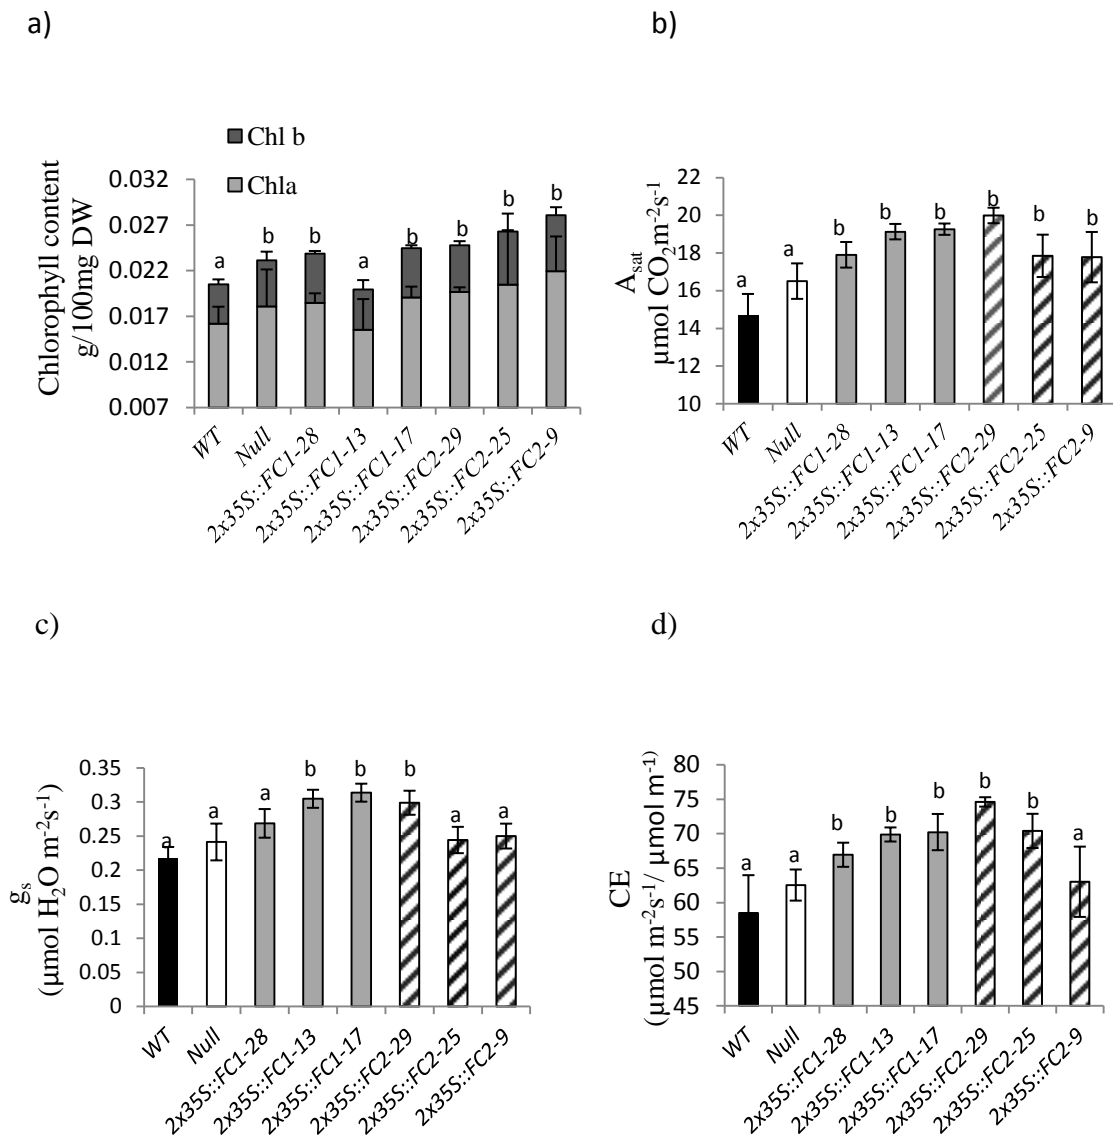 a)
Chl b
Chla
Chlorophyll content
g/100mg DW
0.032
0.027
0.022
0.017
0.012
0.007
a
b
b
a
b
b
b
b
WT
Null
2x35S::FC1-28
2x35S::FC1-13
2x35S::FC1-17
2x35S::FC2-29
2x35S::FC2-25
2x35S::FC2-9
b)
Asat
µmol CO2m-2s-1
22
20
18
16
14
12
10
a
a
b
b
b
b
b
b
WT
Null
2x35S::FC1-28
2x35S::FC1-13
2x35S::FC1-17
2x35S::FC2-29
2x35S::FC2-25
2x35S::FC2-9
c)
gs
(µmol H2O m-2s-1)
0.35
0.3
0.25
0.2
0.15
0.1
0.05
0
a
a
a
b
b
b
a
a
WT
Null
2x35S::FC1-28
2x35S::FC1-13
2x35S::FC1-17
2x35S::FC2-29
2x35S::FC2-25
2x35S::FC2-9
d)
CE
(µmol m-2s-1/ µmol m-1)
80
75
70
65
60
55
50
45
a
a
b
b
b
b
b
a
WT
Null
2x35S::FC1-28
2x35S::FC1-13
2x35S::FC1-17
2x35S::FC2-29
2x35S::FC2-25
2x35S::FC2-9